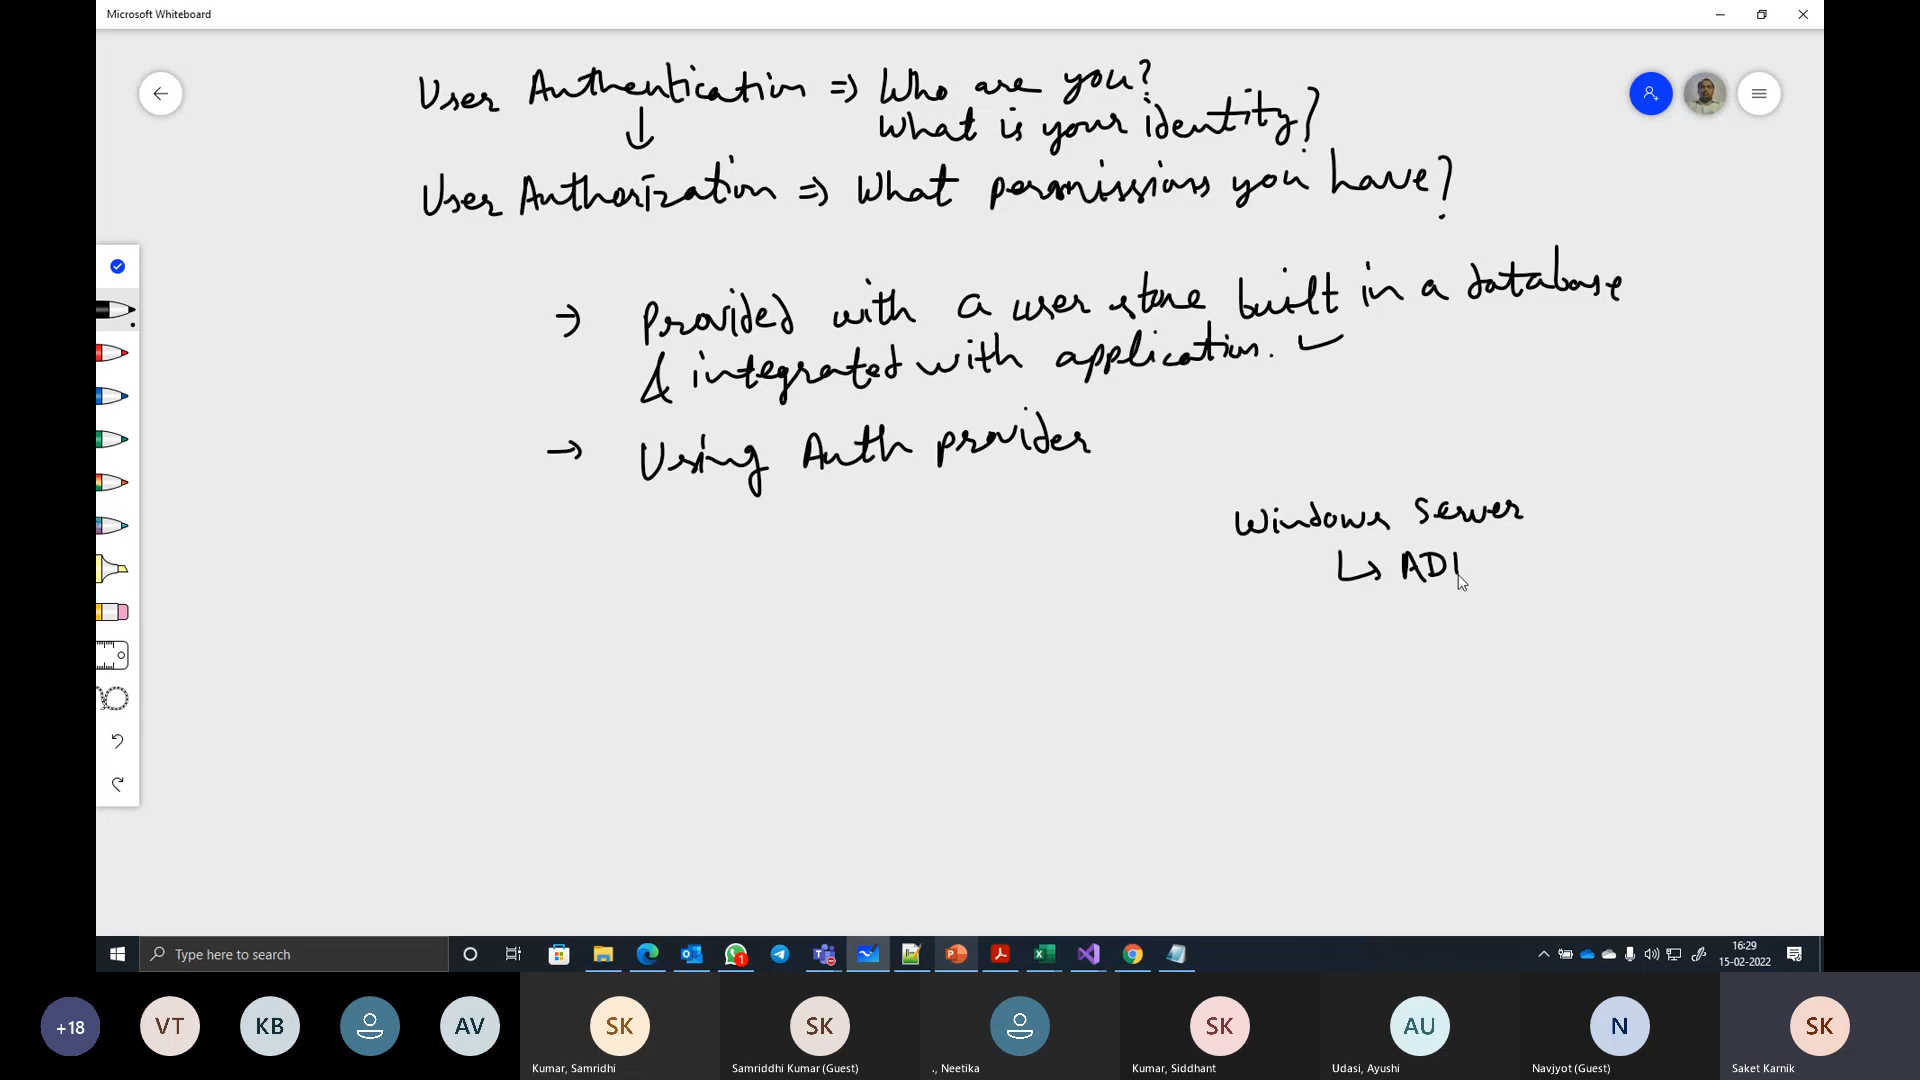 Microsoft Whiteboard
User Authentication ⇒ Who are you?
What is your identity?
↓
User Authorization ⇒ What permissions you have?
→ Provided with a user store built in a database
& integrated with application. ✓
→ Using Auth provider
Windows Server
↳ AD
Type here to search
1
16:29
15-02-2022
+18
VT
KB
AV
SK
SK
SK
AU
N
SK
Kumar, Samridhi
Samriddhi Kumar (Guest)
., Neetika
Kumar, Siddhant
Udasi, Ayushi
Navjyot (Guest)
Saket Karnik